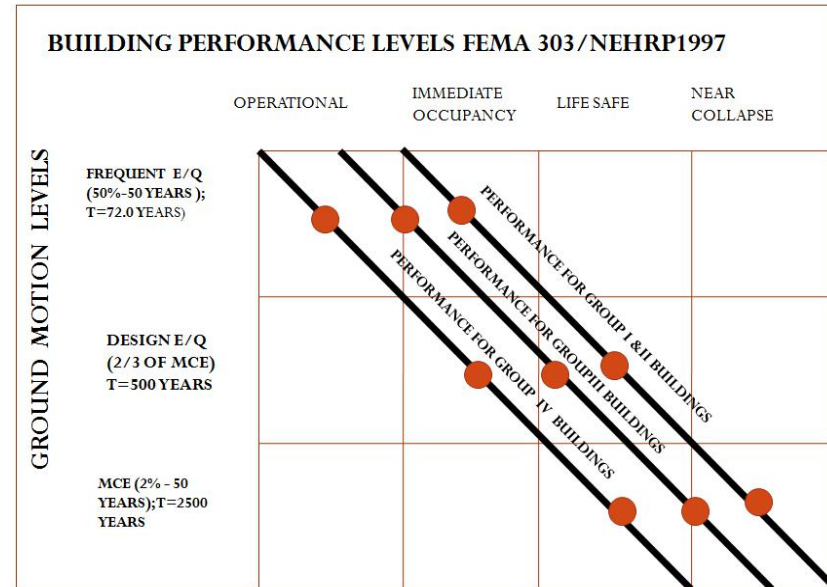 BUILDING PERFORMANCE LEVELS FEMA 303/NEHRP1997
OPERATIONAL
IMMEDIATE
OCCUPANCY
LIFE SAFE
NEAR
COLLAPSE
GROUND MOTION LEVELS
FREQUENT E/Q
(50%-50 YEARS );
T=72.0 YEARS)
DESIGN E/Q
(2/3 OF MCE)
T=500 YEARS
MCE (2% - 50
YEARS);T=2500
YEARS
PERFORMANCE FOR GROUP I &II BUILDINGS
PERFORMANCE FOR GROUPIII BUILDINGS
PERFORMANCE FOR GROUP IV BUILDINGS